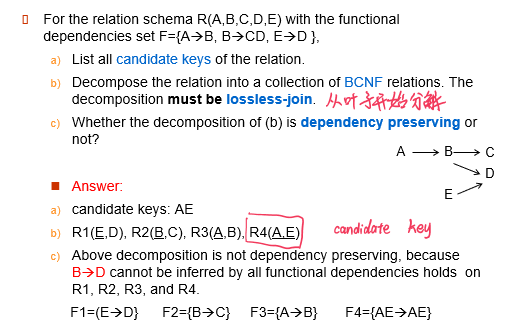 For the relation schema R(A,B,C,D,E) with the functional
dependencies set F={A→B, B→CD, E→D },
a) List all candidate keys of the relation.
b) Decompose the relation into a collection of BCNF relations. The
decomposition must be lossless-join. 从叶子开始分解
c) Whether the decomposition of (b) is dependency preserving or
not?
A → B → C
D
E
Answer:
a) candidate keys: AE
b) R1(E,D), R2(B,C), R3(A,B), R4(A,E) candidate key
c) Above decomposition is not dependency preserving, because
B→D cannot be inferred by all functional dependencies holds on
R1, R2, R3, and R4.
F1=(E→D} F2={B→C} F3={A→B} F4={AE→AE}